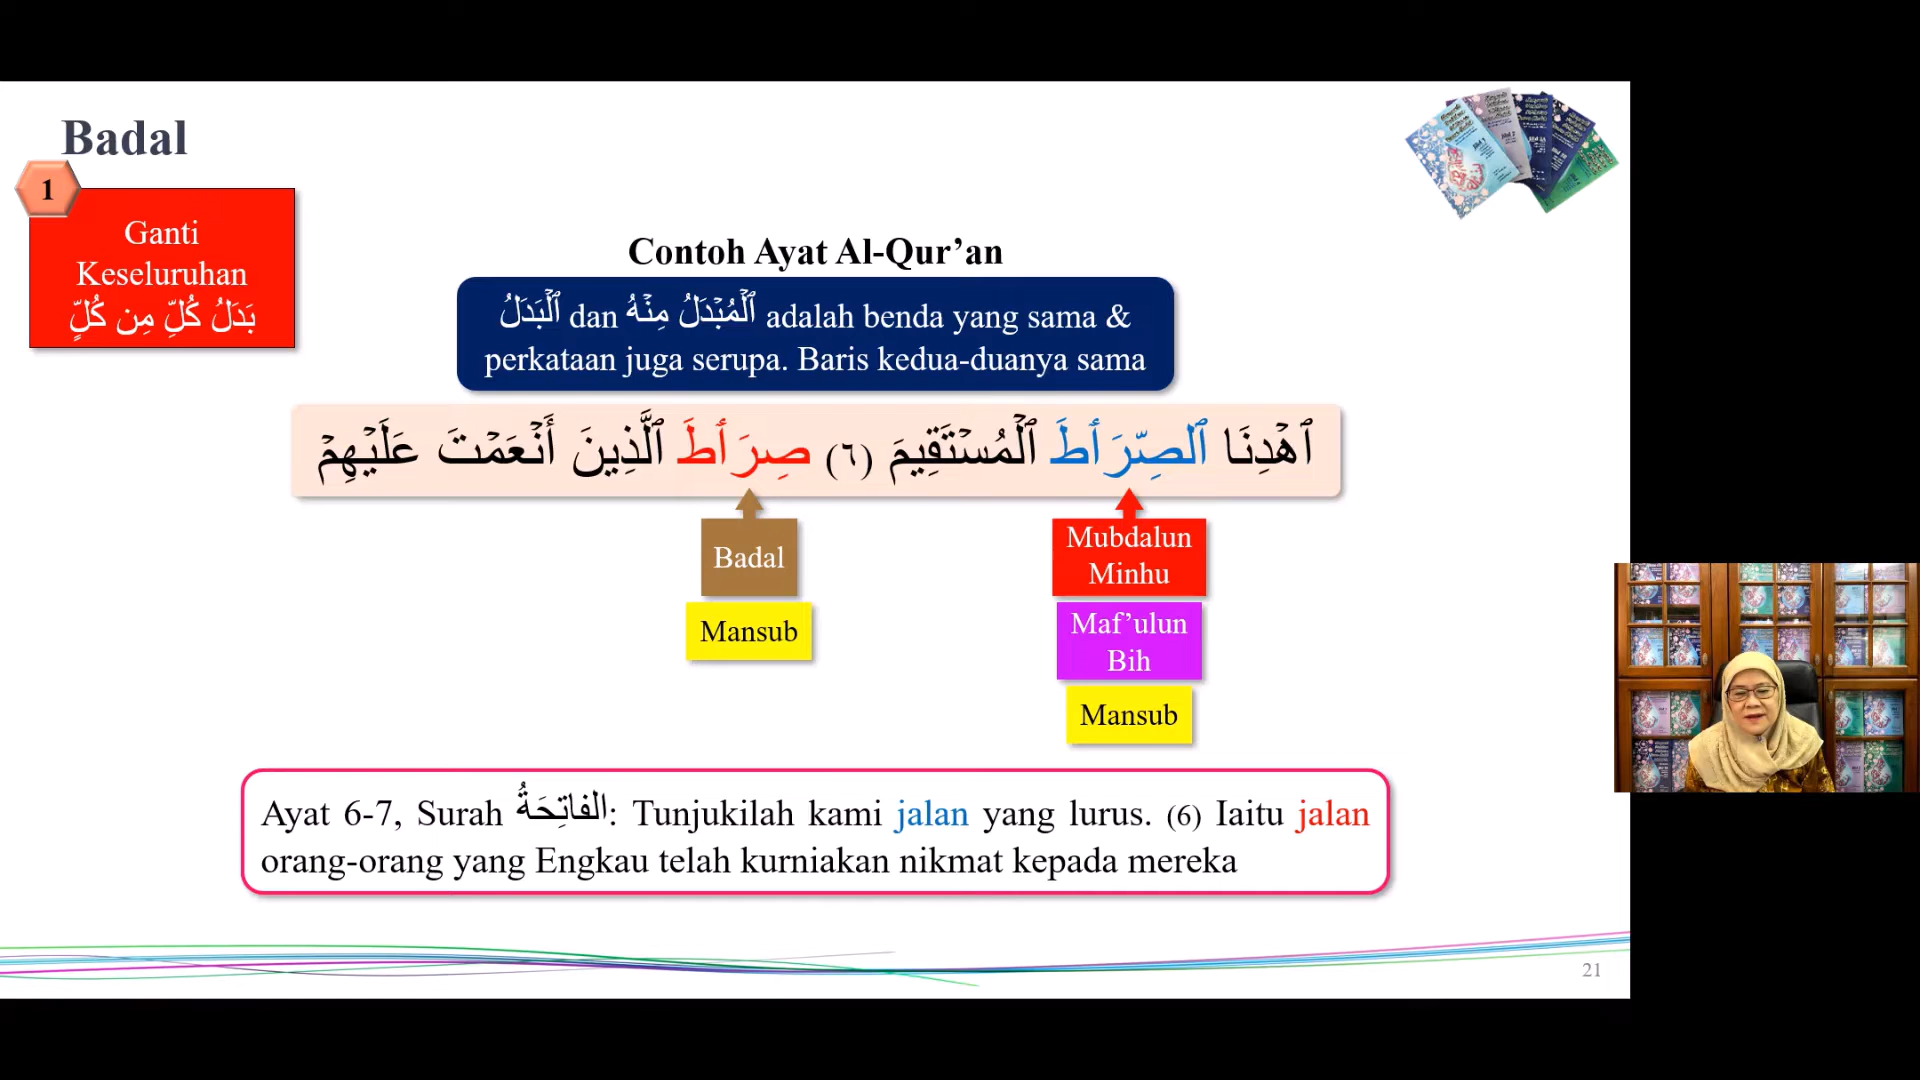 Badal
1
Ganti
Keseluruhan
بَدَلُ كُلٍّ مِن كُلٍّ
Contoh Ayat Al-Qur’an
ٱلْبَدَلُ dan ٱلْمُبْدَلُ مِنْهُ adalah benda yang sama &
perkataan juga serupa. Baris kedua-duanya sama
ٱهْدِنَا ٱلصِّرَٲطَ ٱلْمُسْتَقِيمَ (٦) صِرَٲطَ ٱلَّذِينَ أَنْعَمْتَ عَلَيْهِمْ
Badal
Mansub
Mubdalun
Minhu
Maf’ulun
Bih
Mansub
Ayat 6-7, Surah الفاتِحَةُ: Tunjukilah kami jalan yang lurus. (6) Iaitu jalan
orang-orang yang Engkau telah kurniakan nikmat kepada mereka
21